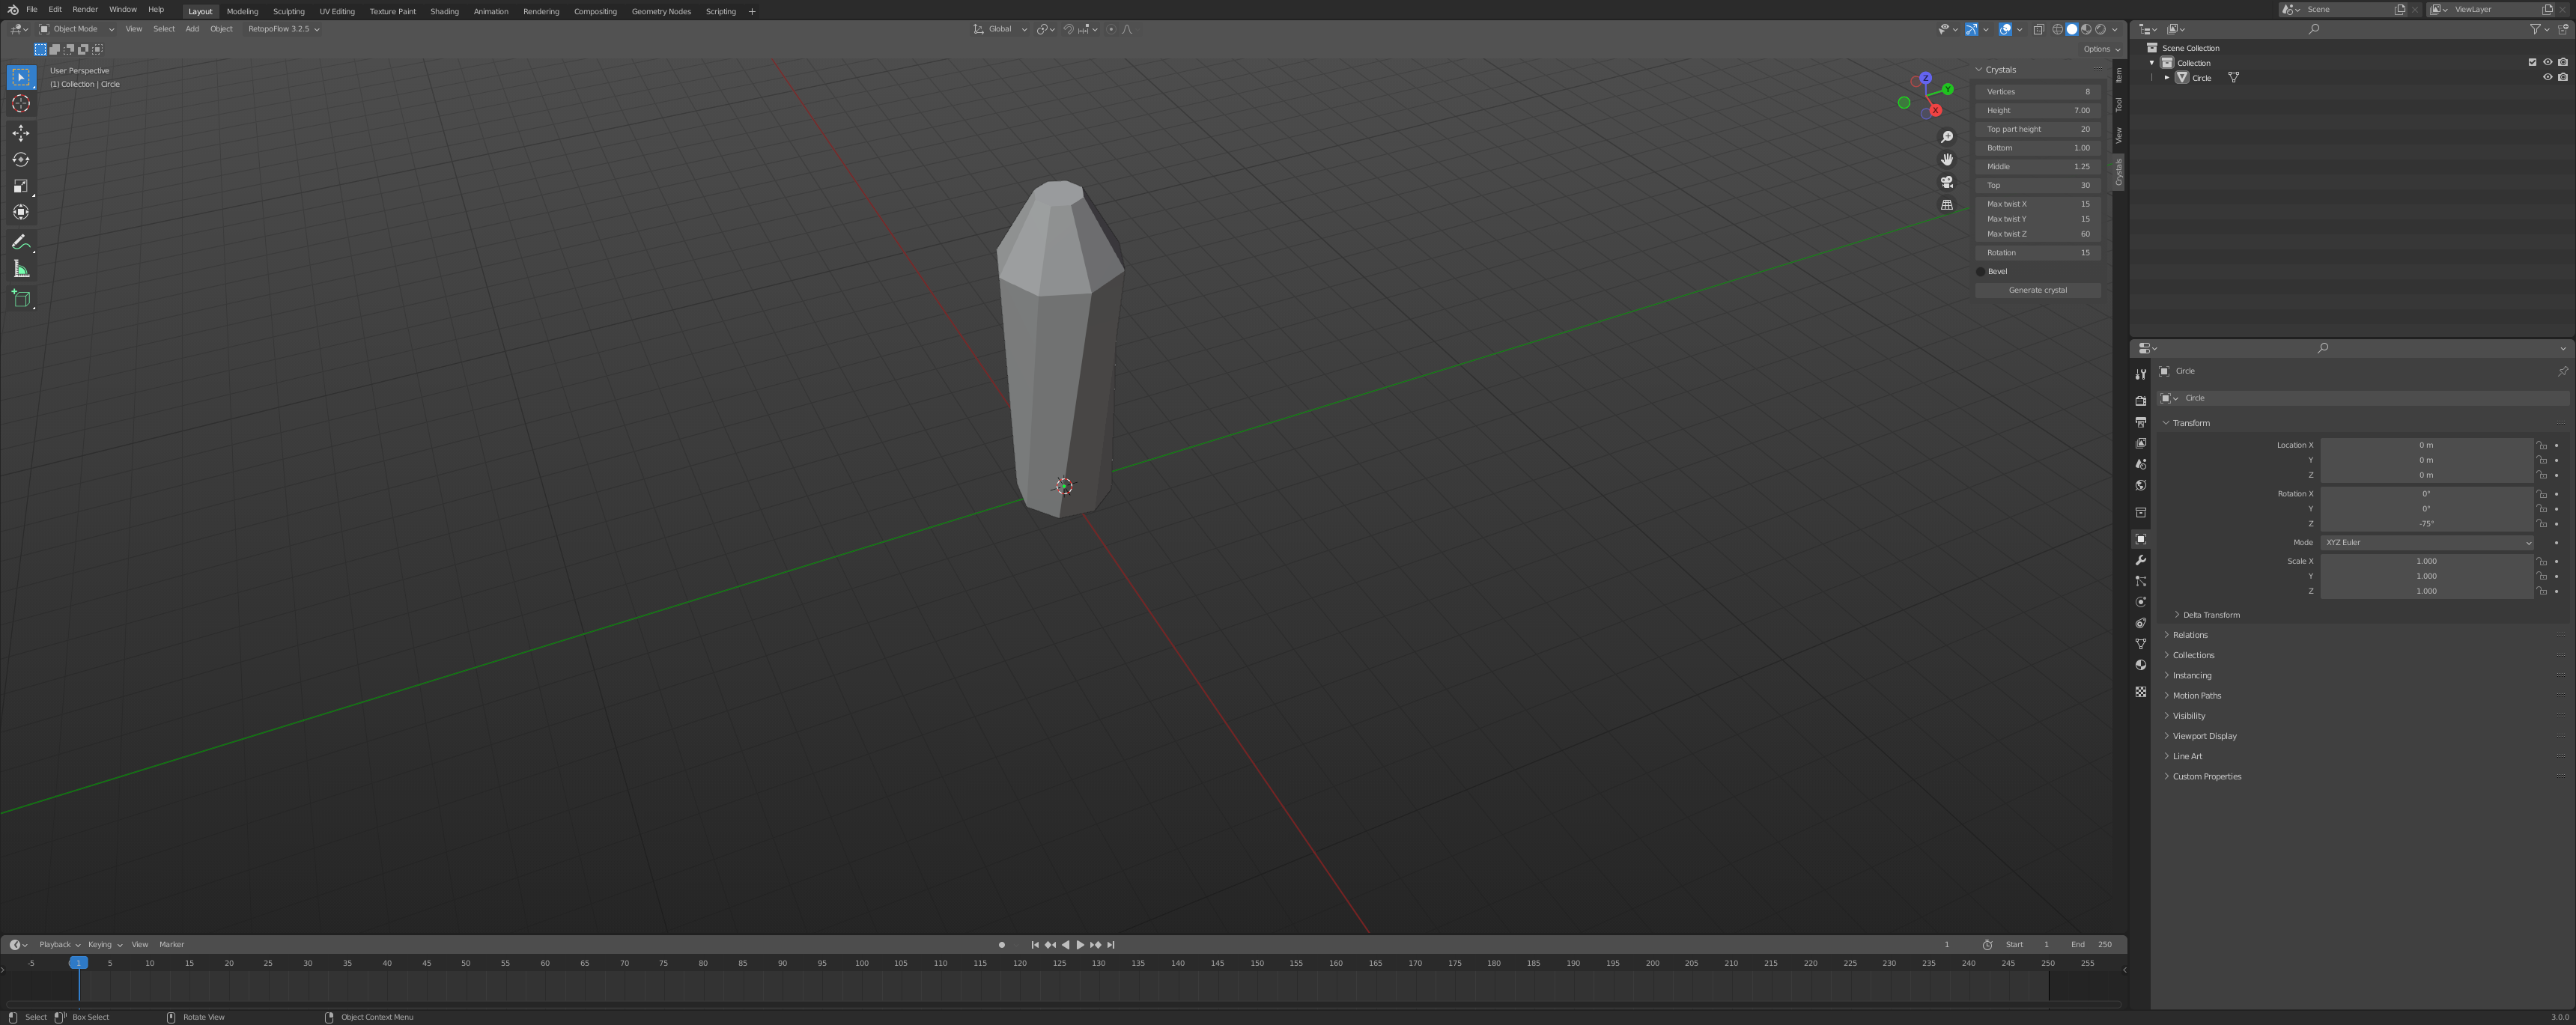 File Edit Render Window Help Layout Modeling Sculpting UV Editing Texture Paint Shading Animation Rendering Compositing Geometry Nodes Scripting + Scene ViewLayer
Object Mode View Select Add Object RetopoFlow 3.2.5 Global
Options
User Perspective
(1) Collection | Circle
Z
Y
X
Crystals
Vertices 8
Height 7.00
Top part height 20
Bottom 1.00
Middle 1.25
Top 30
Max twist X 15
Max twist Y 15
Max twist Z 60
Rotation 15
Bevel
Generate crystal
Item
Tool
View
Crystals
Scene Collection
Collection
Circle
Circle
Circle
Transform
Location X 0 m
Y 0 m
Z 0 m
Rotation X 0°
Y 0°
Z -75°
Mode XYZ Euler
Scale X 1.000
Y 1.000
Z 1.000
Delta Transform
Relations
Collections
Instancing
Motion Paths
Visibility
Viewport Display
Line Art
Custom Properties
Playback Keying View Marker 1 Start 1 End 250
-5 1 5 10 15 20 25 30 35 40 45 50 55 60 65 70 75 80 85 90 95 100 105 110 115 120 125 130 135 140 145 150 155 160 165 170 175 180 185 190 195 200 205 210 215 220 225 230 235 240 245 250 255
Select Box Select Rotate View Object Context Menu 3.0.0